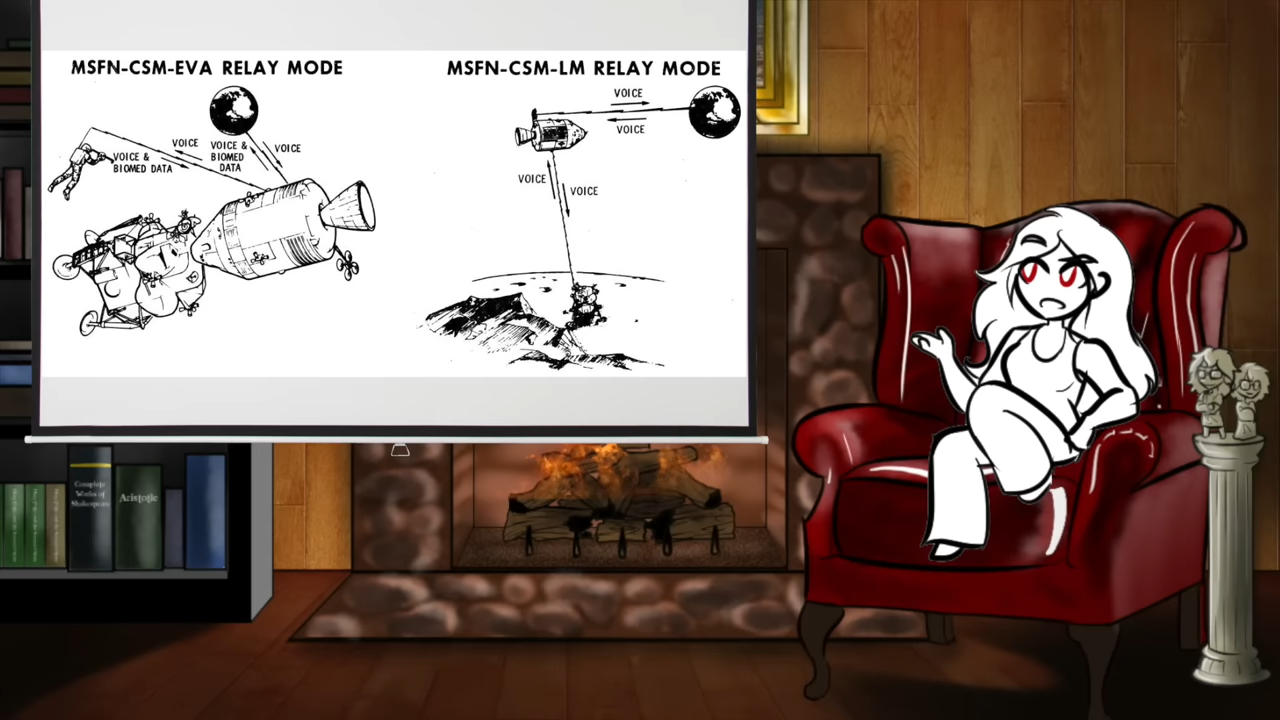 MSFN-CSM-EVA RELAY MODE
MSFN-CSM-LM RELAY MODE
VOICE
VOICE
VOICE
VOICE &
BIOMED
DATA
VOICE
VOICE &
BIOMED DATA
VOICE
VOICE
Complete
Works of
Shakespeare
Aristotle